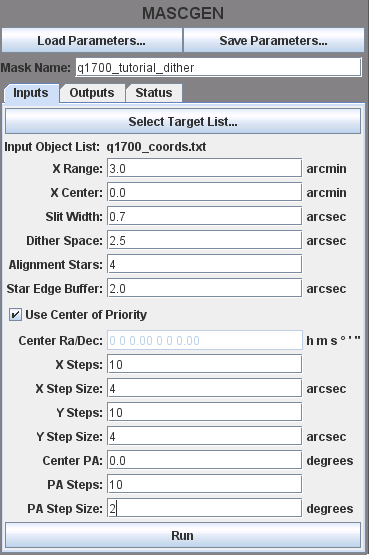 MASCGEN
Load Parameters... Save Parameters...
Mask Name: q1700_tutorial_dither
Inputs Outputs Status
Select Target List...
Input Object List: q1700_coords.txt
X Range: 3.0 arcmin
X Center: 0.0 arcmin
Slit Width: 0.7 arcsec
Dither Space: 2.5 arcsec
Alignment Stars: 4
Star Edge Buffer: 2.0 arcsec
Use Center of Priority
Center Ra/Dec: 0 0 0.00 0 0 0.00 h m s ° ' "
X Steps: 10
X Step Size: 4 arcsec
Y Steps: 10
Y Step Size: 4 arcsec
Center PA: 0.0 degrees
PA Steps: 10
PA Step Size: 2 degrees
Run